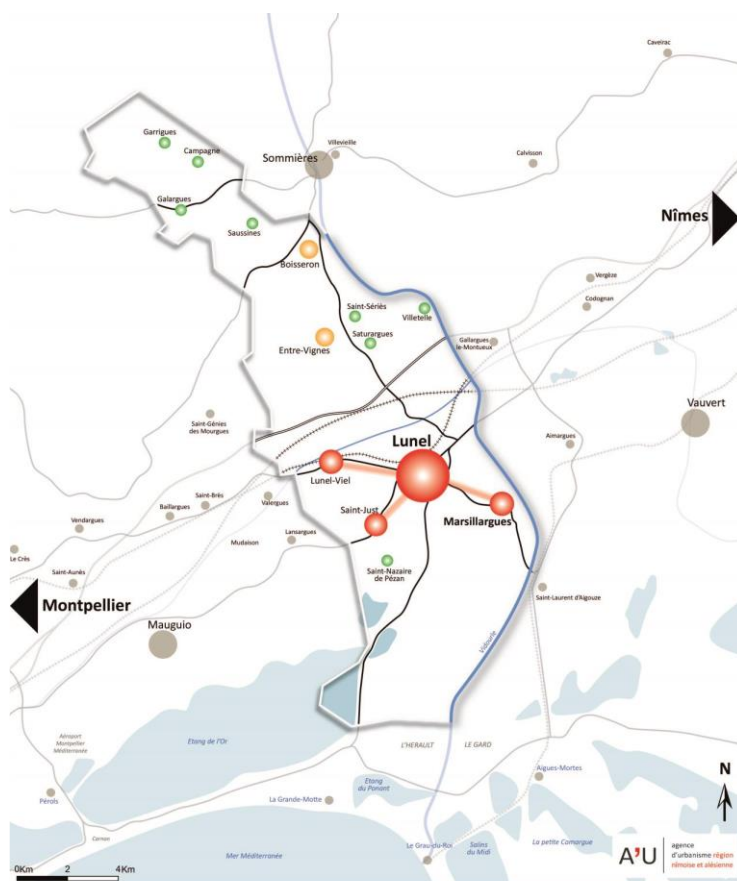 Caveirac
Garrigues
Campagne
Villevieille
Sommières
Calvisson
Galargues
Nîmes
Saussines
Boisseron
Vergèze
Codognan
Saint-Sériès
Villetelle
Saturargues
Gallargues
le-Montueux
Entre-Vignes
Vauvert
Saint-Géniès
des Mourgues
Aimargues
Lunel
Lunel-Viel
Saint-Brès
Valergues
Baillargues
Saint-Just
Marsillargues
Vendargues
Lansargues
Mudaison
Le Crès
Saint-Aunès
Saint-Nazaire
de Pézan
Saint-Laurent d'Aigouze
Montpellier
Mauguio
Vidourle
Aéroport
Montpellier
Méditerranée
Etang de l'Or
L'HERAULT
LE GARD
Aigues-Mortes
N
Etang
du Ponant
Pérols
La Grande-Motte
Carnon
Le Grau-du-Roi
Salins
du Midi
La petite Camargue
Mer Méditerranée
A'U
agence
d'urbanisme région
nîmoise et alésienne
0Km 2 4Km